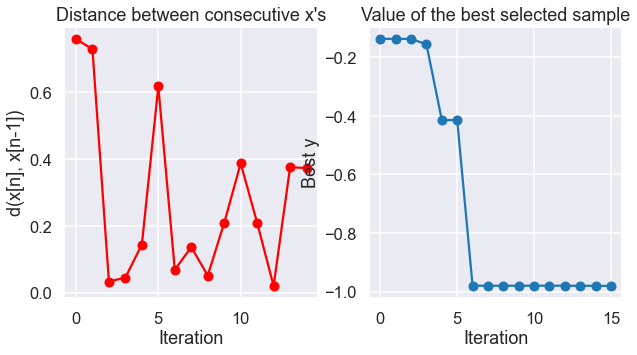 Distance between consecutive x's
d(x[n], x[n-1])
0.6
0.4
0.2
0.0
0
5
10
Iteration
Value of the best selected sample
Best y
−0.2
−0.4
−0.6
−0.8
−1.0
0
5
10
15
Iteration